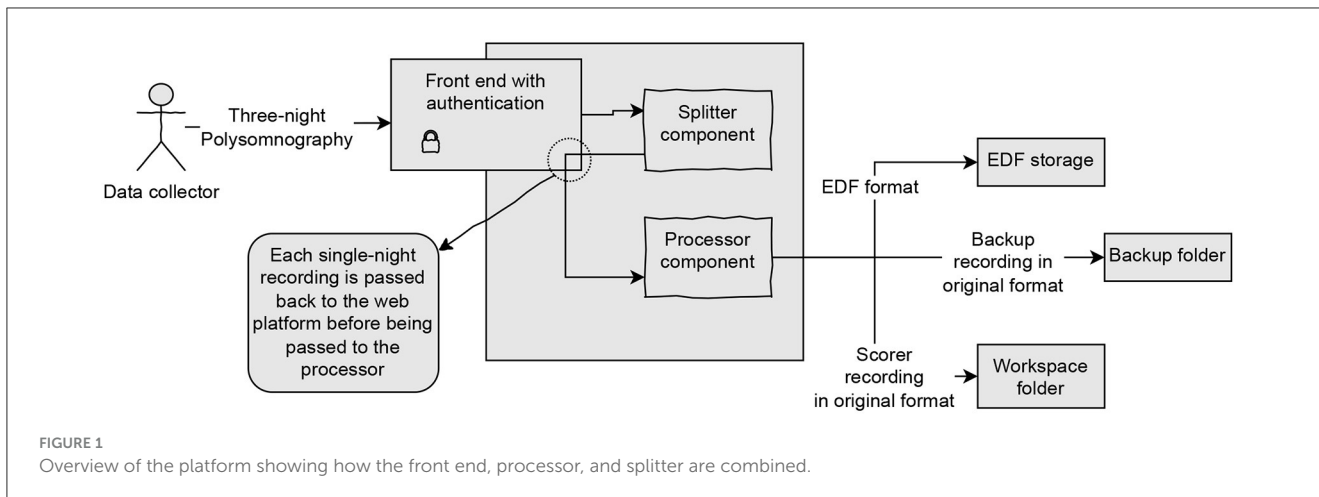 Data collector
Three-night
Polysomnography
Front end with
authentication
Splitter
component
Each single-night
recording is passed
back to the web
platform before being
passed to the
processor
Processor
component
EDF format
EDF storage
Backup
recording in
original format
Backup folder
Scorer
recording
in original format
Workspace
folder
FIGURE 1
Overview of the platform showing how the front end, processor, and splitter are combined.